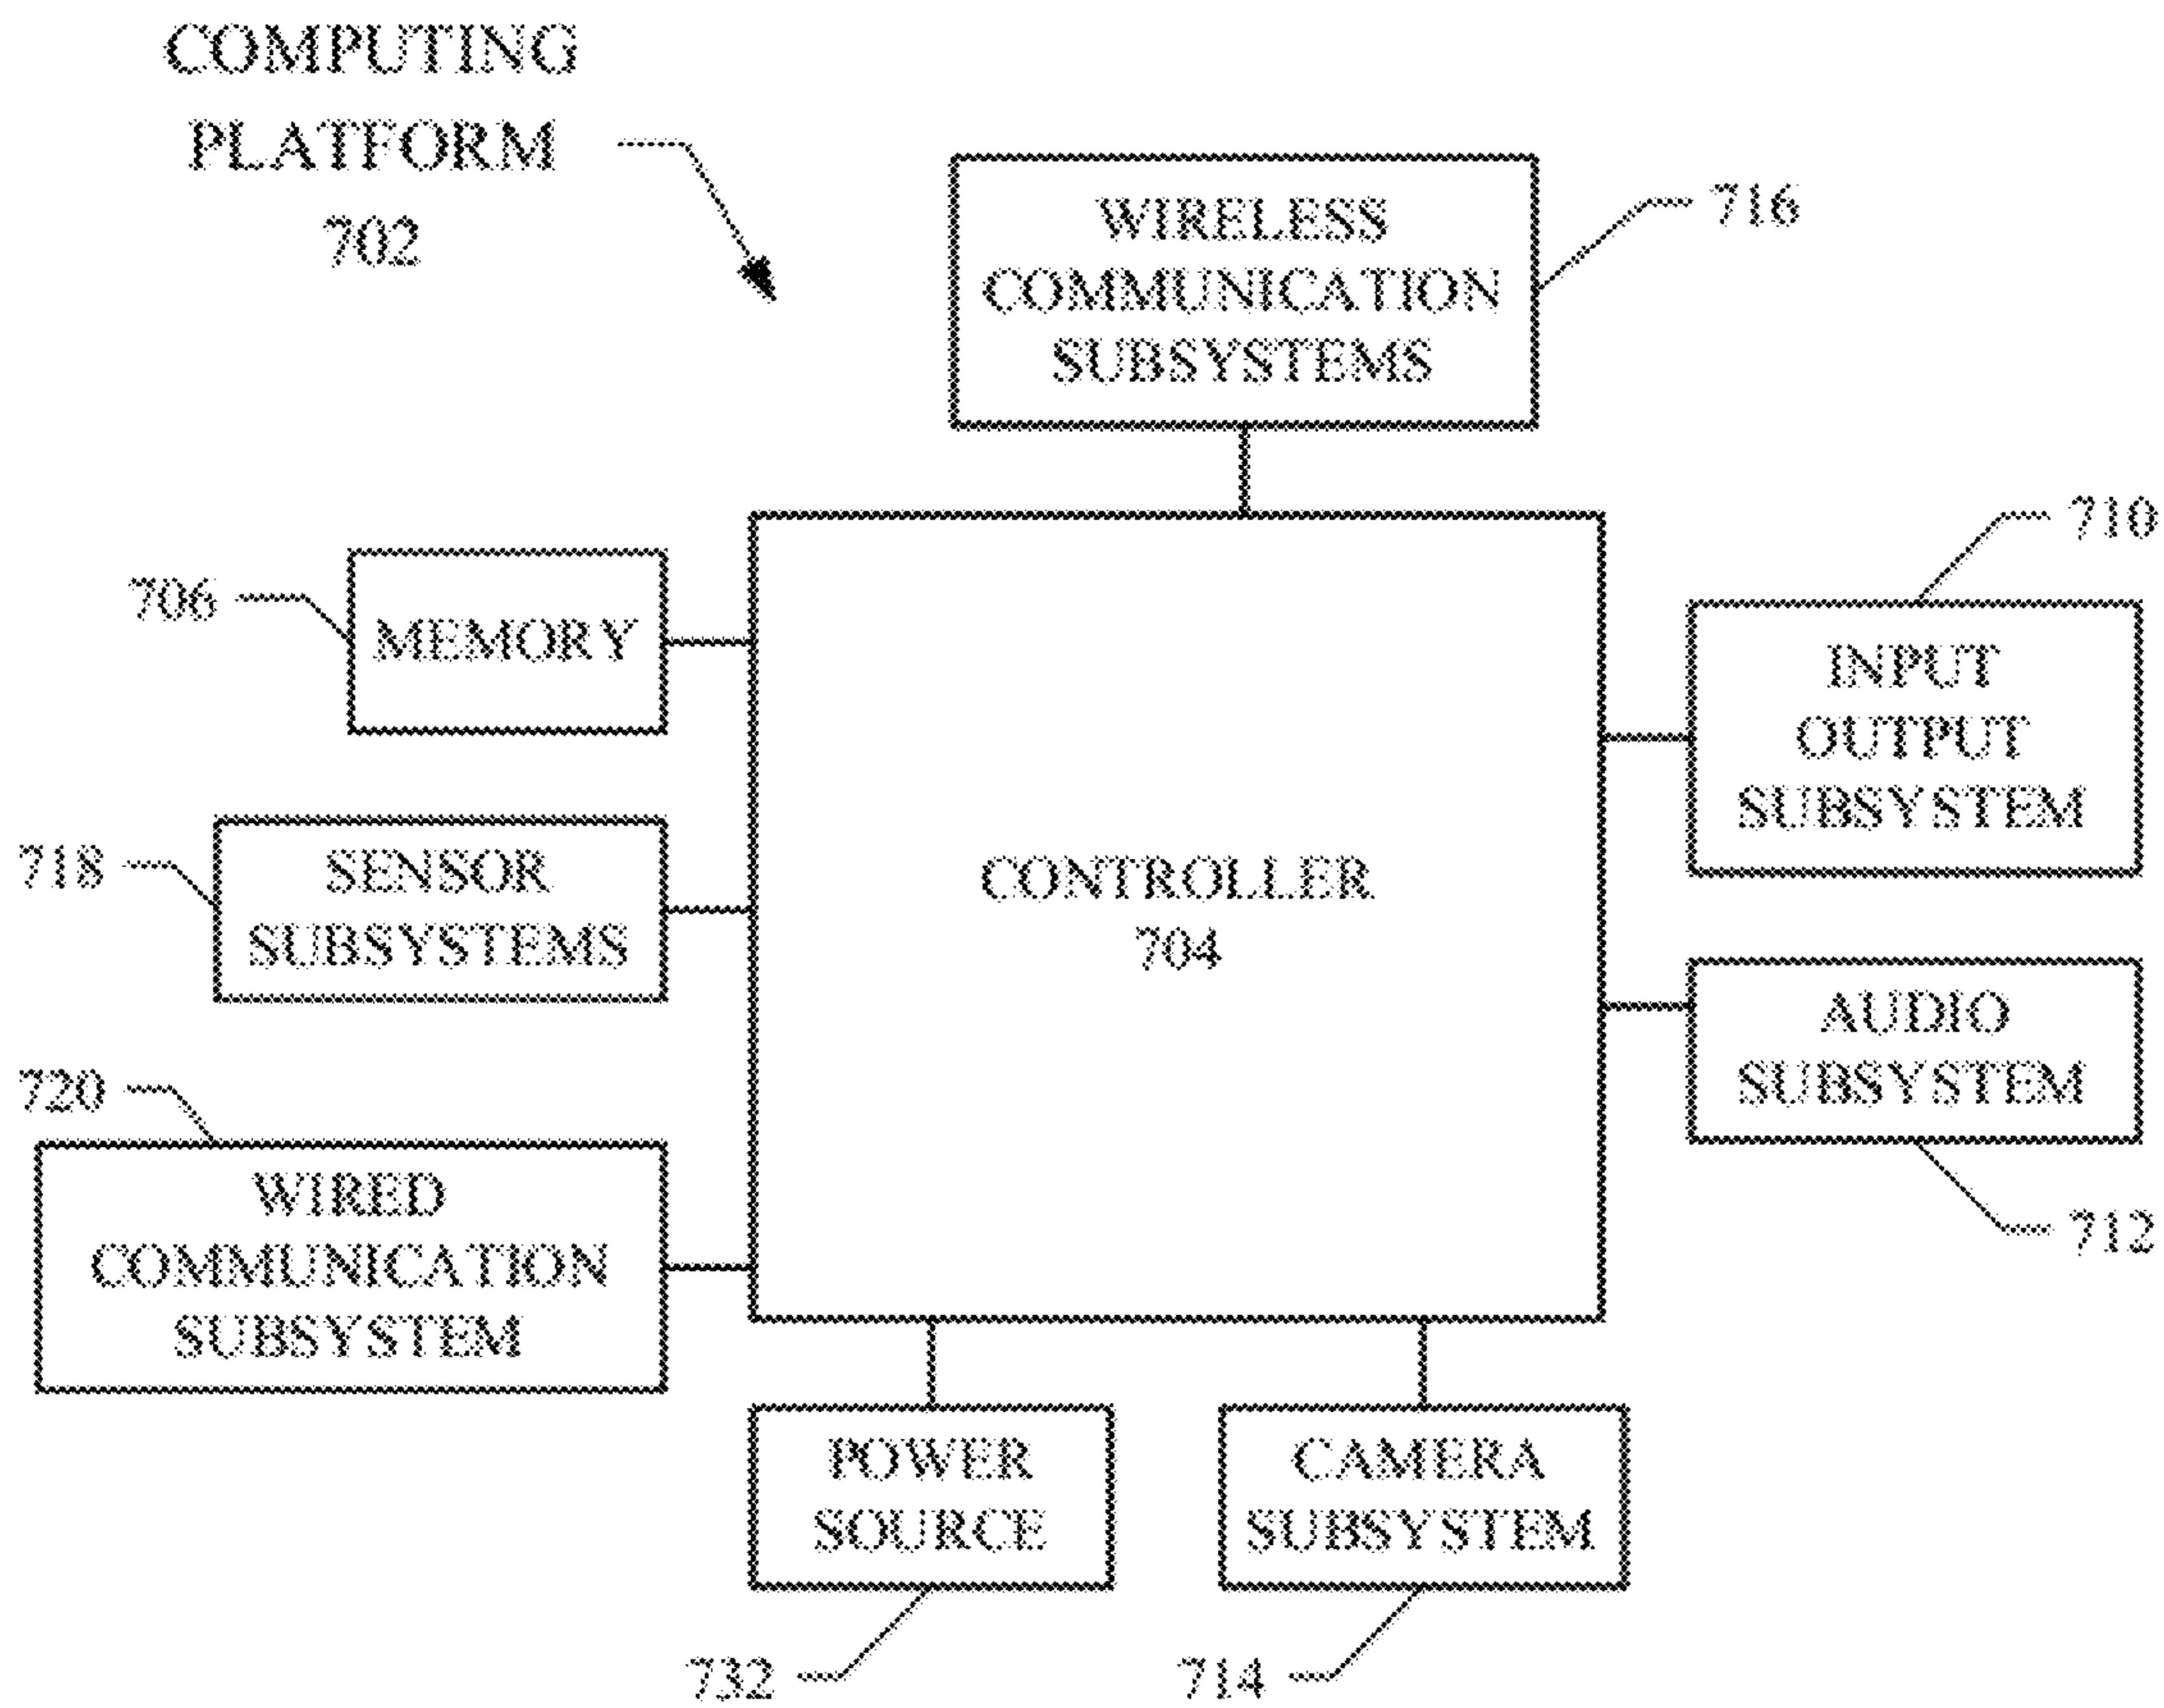 COMPUTING
PLATFORM
702
WIRELESS
COMMUNICATION
SUBSYSTEMS
716
706
MEMORY
710
INPUT
OUTPUT
SUBSYSTEM
718
SENSOR
SUBSYSTEMS
CONTROLLER
704
AUDIO
SUBSYSTEM
712
720
WIRED
COMMUNICATION
SUBSYSTEM
POWER
SOURCE
732
CAMERA
SUBSYSTEM
714